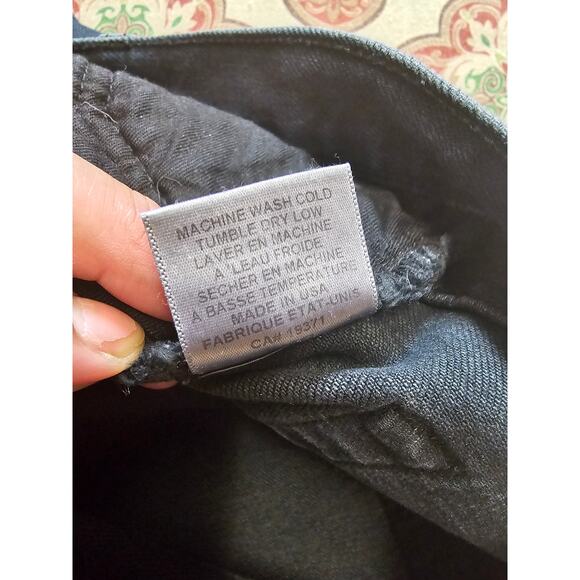 MACHINE WASH COLD
TUMBLE DRY LOW
LAVER EN MACHINE
A L'EAU FROIDE
SECHER EN MACHINE
A BASSE TEMPERATURE
MADE IN USA
FABRIQUE ETAT-UNIS
CA# 19371